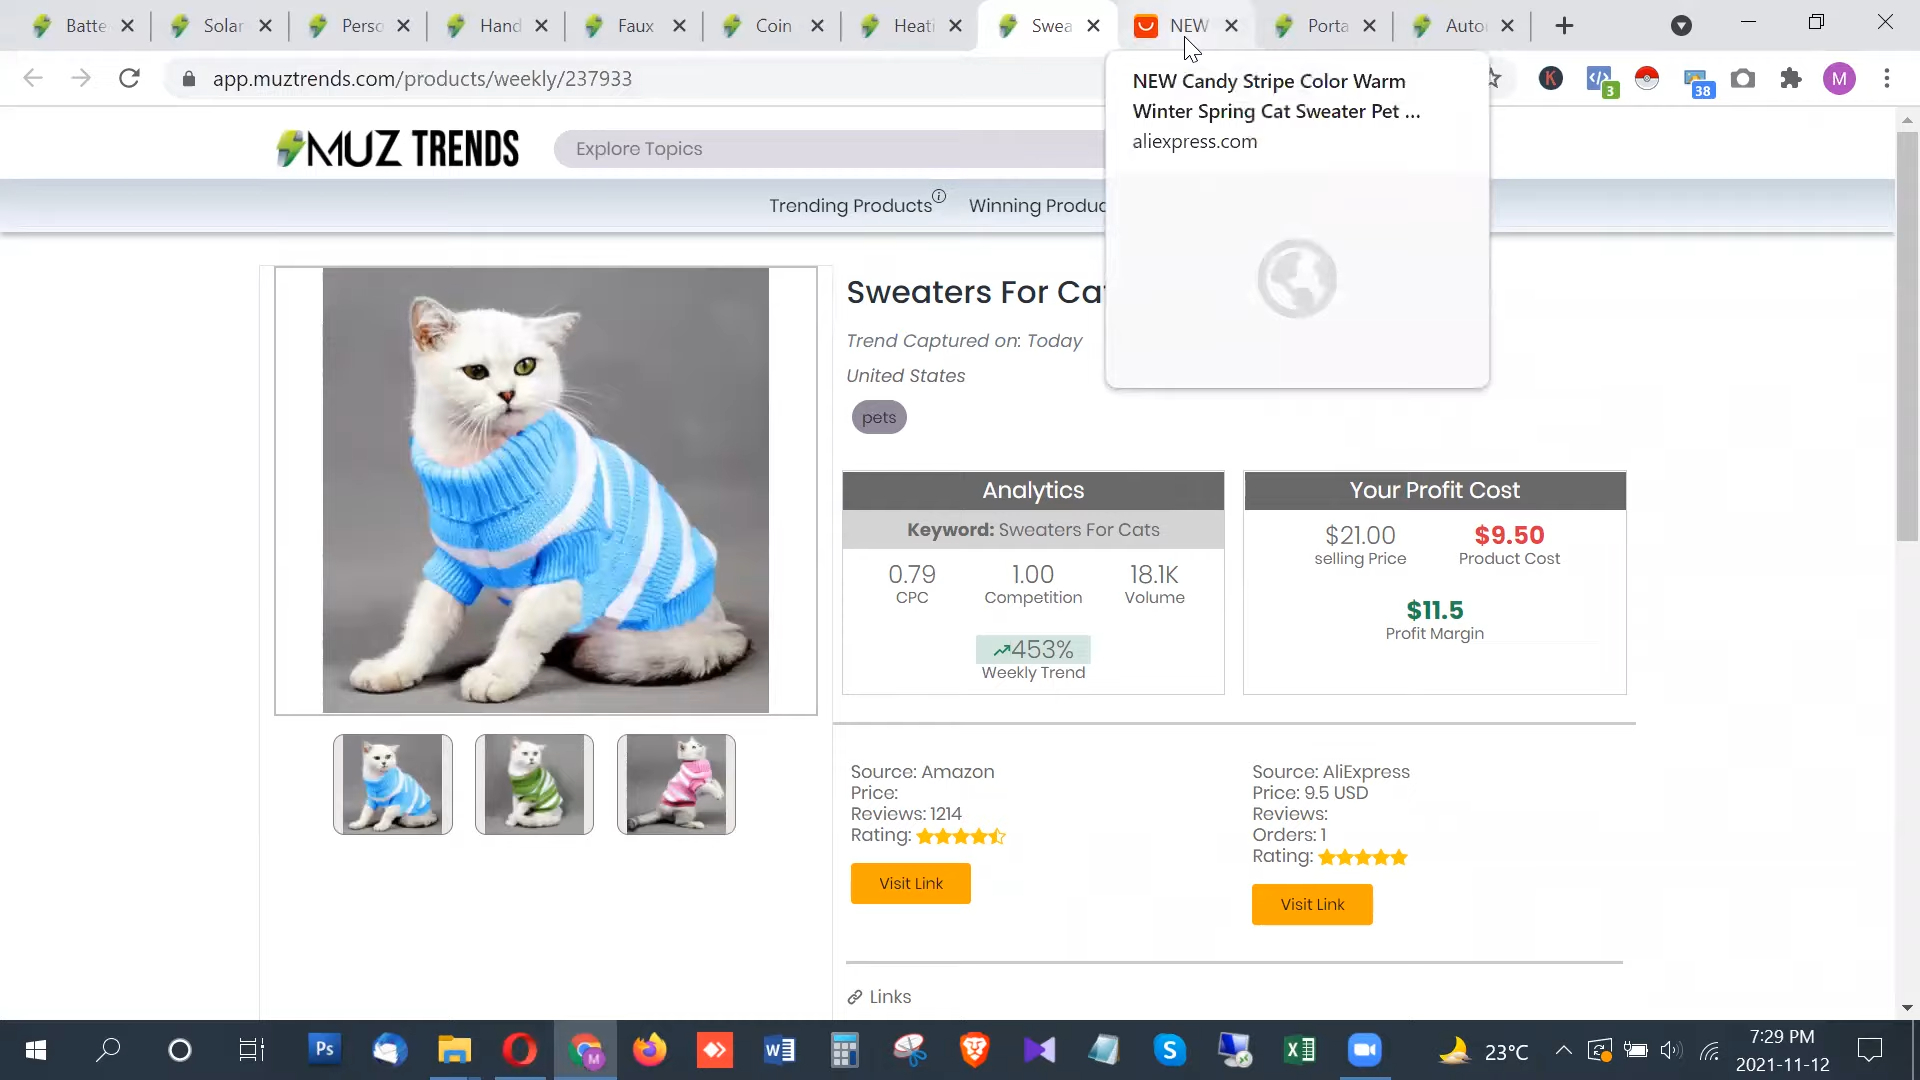 Batte
Solar
Perso
Hand
Faux
Coin
Heati
Swea
NEW
Porta
Auto
app.muztrends.com/products/weekly/237933
K
3
38
M
NEW Candy Stripe Color Warm
Winter Spring Cat Sweater Pet ...
aliexpress.com
MUZ TRENDS
Explore Topics
Trending Products
Winning Produc
Sweaters For Ca
Trend Captured on: Today
United States
pets
Analytics
Keyword: Sweaters For Cats
0.79
CPC
1.00
Competition
18.1K
Volume
453%
Weekly Trend
Your Profit Cost
$21.00
selling Price
$9.50
Product Cost
$11.5
Profit Margin
Source: Amazon
Price:
Reviews: 1214
Rating:
Visit Link
Source: AliExpress
Price: 9.5 USD
Reviews:
Orders: 1
Rating:
Visit Link
Links
Ps
M
23°C
7:29 PM
2021-11-12